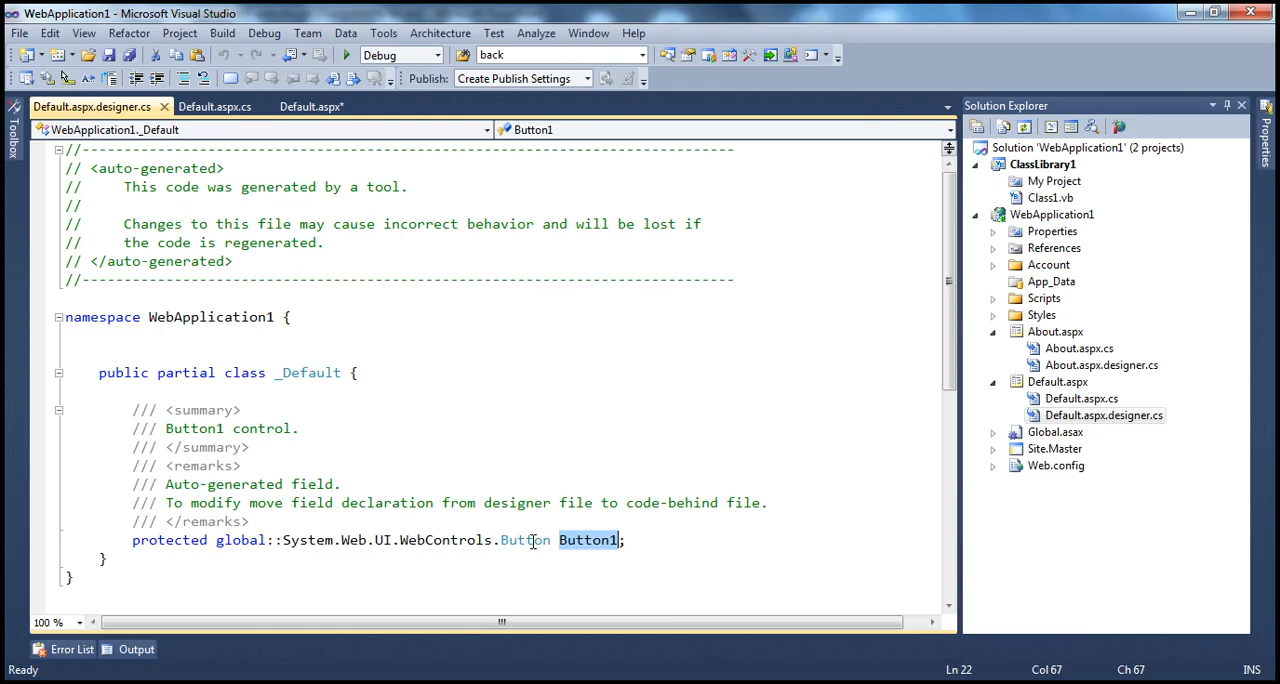 WebApplication1 - Microsoft Visual Studio
File Edit View Refactor Project Build Debug Team Data Tools Architecture Test Analyze Window Help
Debug back
Publish: Create Publish Settings
Default.aspx.designer.cs Default.aspx.cs Default.aspx*
WebApplication1._Default Button1
//------------------------------------------------------------------------------
// <auto-generated>
//     This code was generated by a tool.
//
//     Changes to this file may cause incorrect behavior and will be lost if
//     the code is regenerated.
// </auto-generated>
//------------------------------------------------------------------------------
namespace WebApplication1 {
public partial class _Default {
/// <summary>
/// Button1 control.
/// </summary>
/// <remarks>
/// Auto-generated field.
/// To modify move field declaration from designer file to code-behind file.
/// </remarks>
protected global::System.Web.UI.WebControls.Button Button1;
}
}
100 %
Toolbox
Solution Explorer
Solution 'WebApplication1' (2 projects)
ClassLibrary1
My Project
Class1.vb
WebApplication1
Properties
References
Account
App_Data
Scripts
Styles
About.aspx
About.aspx.cs
About.aspx.designer.cs
Default.aspx
Default.aspx.cs
Default.aspx.designer.cs
Global.asax
Site.Master
Web.config
Properties
Error List Output
Ready Ln 22 Col 67 Ch 67 INS